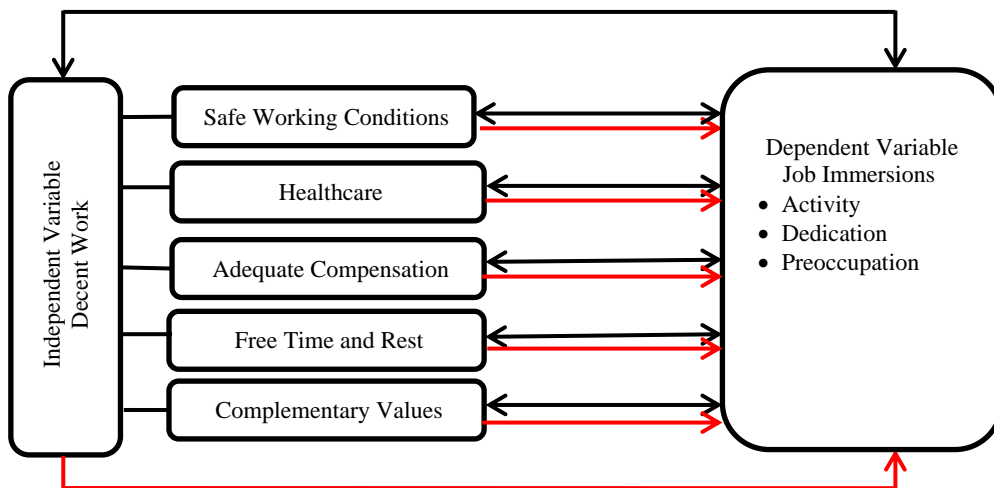 Independent Variable
Decent Work
Safe Working Conditions
Healthcare
Adequate Compensation
Free Time and Rest
Complementary Values
Dependent Variable
Job Immersions
• Activity
• Dedication
• Preoccupation